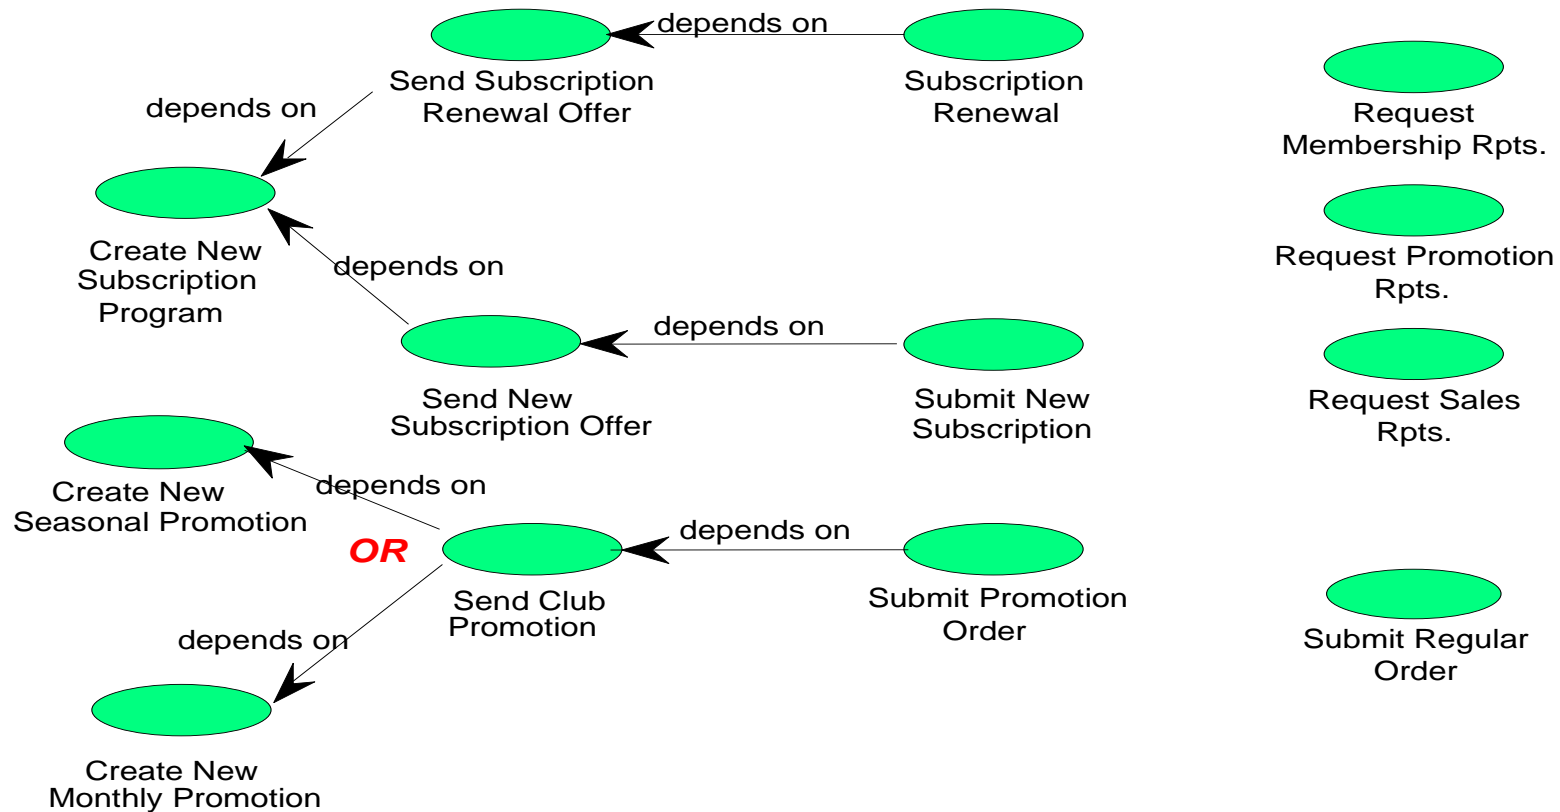 depends on
Send Subscription
Renewal Offer
Subscription
Renewal
Request
Membership Rpts.
depends on
Create New
Subscription
Program
Request Promotion
Rpts.
depends on
depends on
Send New
Subscription Offer
Submit New
Subscription
Request Sales
Rpts.
Create New
Seasonal Promotion
depends on
OR
depends on
Send Club
Promotion
Submit Promotion
Order
Submit Regular
Order
depends on
Create New
Monthly Promotion